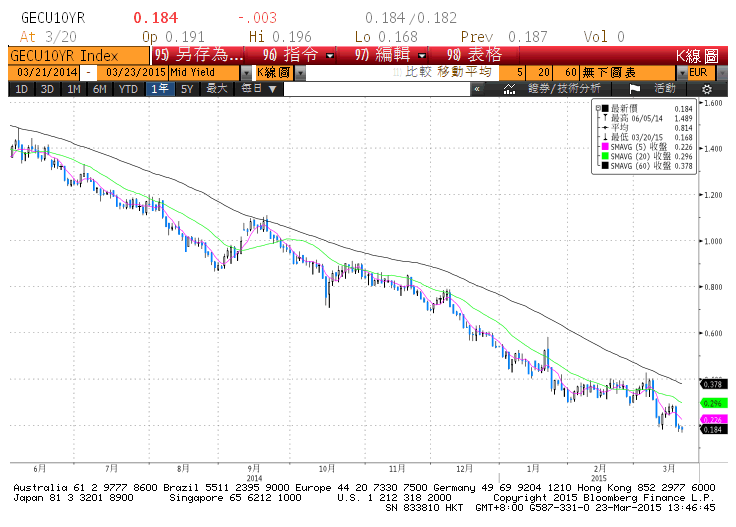 GECU10YR 0.184 -.003 0.184/0.182
At 3/20 Op 0.191 Hi 0.196 Lo 0.168 Prev 0.187 Vol 0
GECU10YR Index 95) 另存為... 96) 指令 97) 編輯 98) 表格 K線圖
03/21/2014 - 03/23/2015 Mid Yield K線圖 比較 移動平均 5 20 60 無下圖表 EUR
1D 3D 1M 6M YTD 1年 5Y 最大 每日 ▼ « 證券/技術分析 活動
最新價 0.184
最高 06/05/14 1.489
平均 0.814
最低 03/20/15 0.168
SMAVG (5) 收盤 0.226
SMAVG (20) 收盤 0.296
SMAVG (60) 收盤 0.378
1.600
1.400
1.200
1.000
0.800
0.600
0.378
0.296
0.226
0.184
6月 7月 8月 9月 10月 11月 12月 1月 2月 3月
2014 2015
Australia 61 2 9777 8600 Brazil 5511 2395 9000 Europe 44 20 7330 7500 Germany 49 69 9204 1210 Hong Kong 852 2977 6000
Japan 81 3 3201 8900 Singapore 65 6212 1000 U.S. 1 212 318 2000 Copyright 2015 Bloomberg Finance L.P.
SN 833810 HKT GMT+8:00 G587-331-0 23-Mar-2015 13:46:45